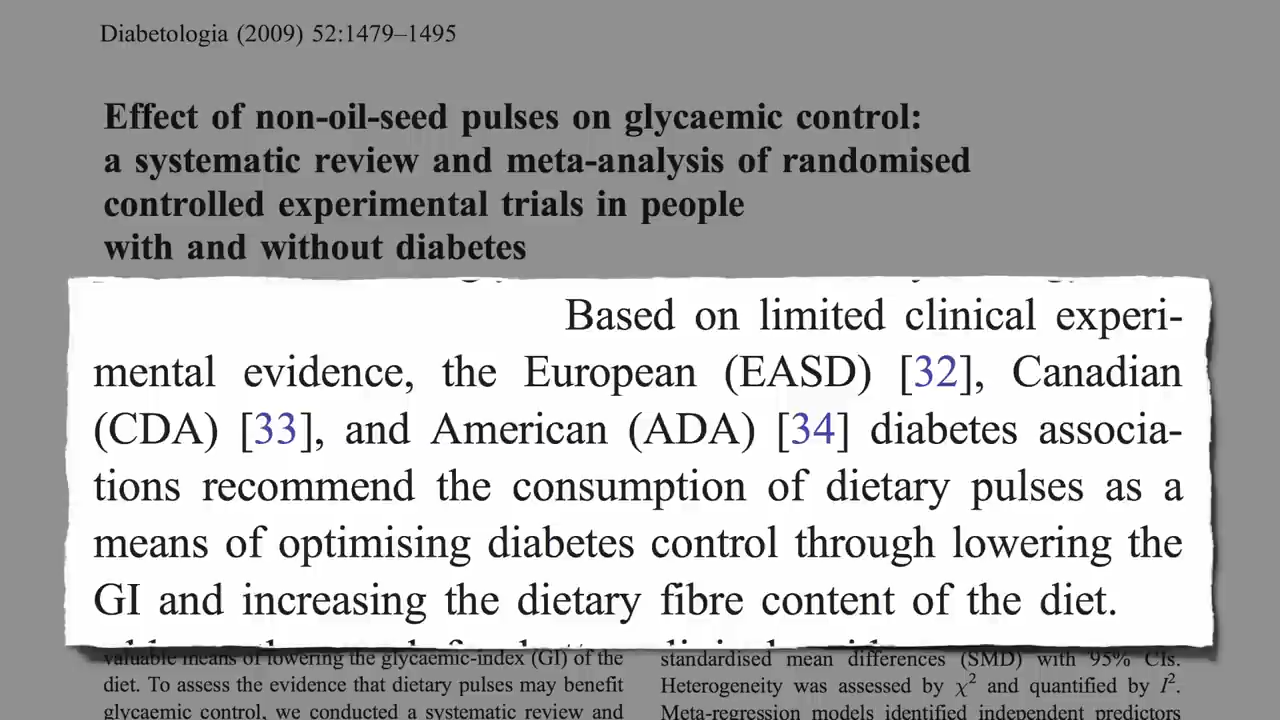 Diabetologia (2009) 52:1479–1495
Effect of non-oil-seed pulses on glycaemic control:
a systematic review and meta-analysis of randomised
controlled experimental trials in people
with and without diabetes
Based on limited clinical experi-
mental evidence, the European (EASD) [32], Canadian
(CDA) [33], and American (ADA) [34] diabetes associa-
tions recommend the consumption of dietary pulses as a
means of optimising diabetes control through lowering the
GI and increasing the dietary fibre content of the diet.
valuable means of lowering the glycaemic-index (GI) of the
diet. To assess the evidence that dietary pulses may benefit
glycaemic control, we conducted a systematic review and
standardised mean differences (SMD) with 95% CIs.
Heterogeneity was assessed by χ² and quantified by I².
Meta-regression models identified independent predictors